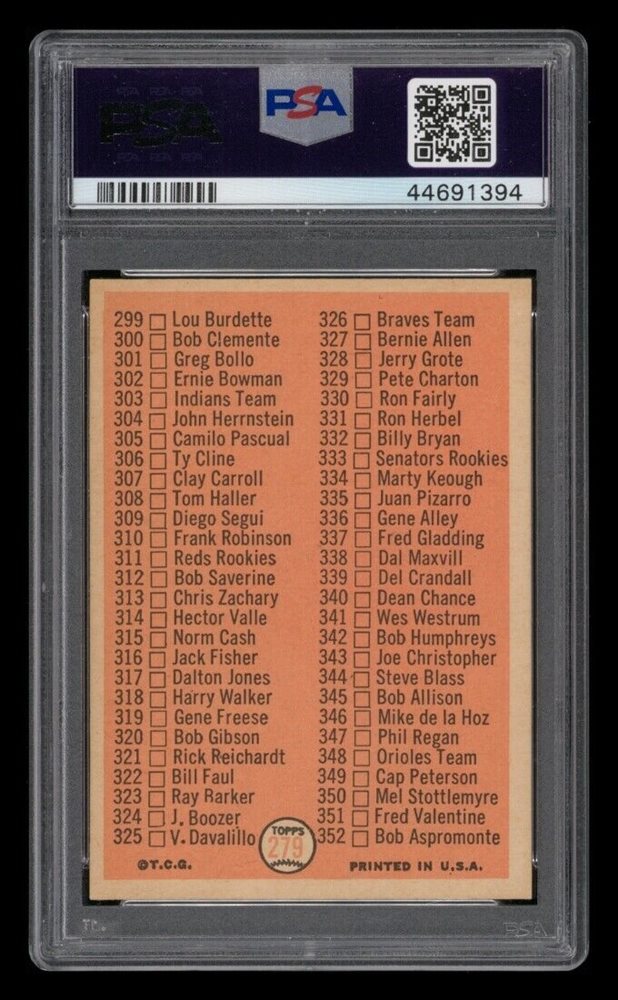 PSA
PSA
44691394
299 Lou Burdette
300 Bob Clemente
301 Greg Bollo
302 Ernie Bowman
303 Indians Team
304 John Herrnstein
305 Camilo Pascual
306 Ty Cline
307 Clay Carroll
308 Tom Haller
309 Diego Segui
310 Frank Robinson
311 Reds Rookies
312 Bob Saverine
313 Chris Zachary
314 Hector Valle
315 Norm Cash
316 Jack Fisher
317 Dalton Jones
318 Harry Walker
319 Gene Freese
320 Bob Gibson
321 Rick Reichardt
322 Bill Faul
323 Ray Barker
324 J. Boozer
325 V. Davalillo
326 Braves Team
327 Bernie Allen
328 Jerry Grote
329 Pete Charton
330 Ron Fairly
331 Ron Herbel
332 Billy Bryan
333 Senators Rookies
334 Marty Keough
335 Juan Pizarro
336 Gene Alley
337 Fred Gladding
338 Dal Maxvill
339 Del Crandall
340 Dean Chance
341 Wes Westrum
342 Bob Humphreys
343 Joe Christopher
344 Steve Blass
345 Bob Allison
346 Mike de la Hoz
347 Phil Regan
348 Orioles Team
349 Cap Peterson
350 Mel Stottlemyre
351 Fred Valentine
352 Bob Aspromonte
TOPPS
279
©T.C.G.
PRINTED IN U.S.A.
PSA